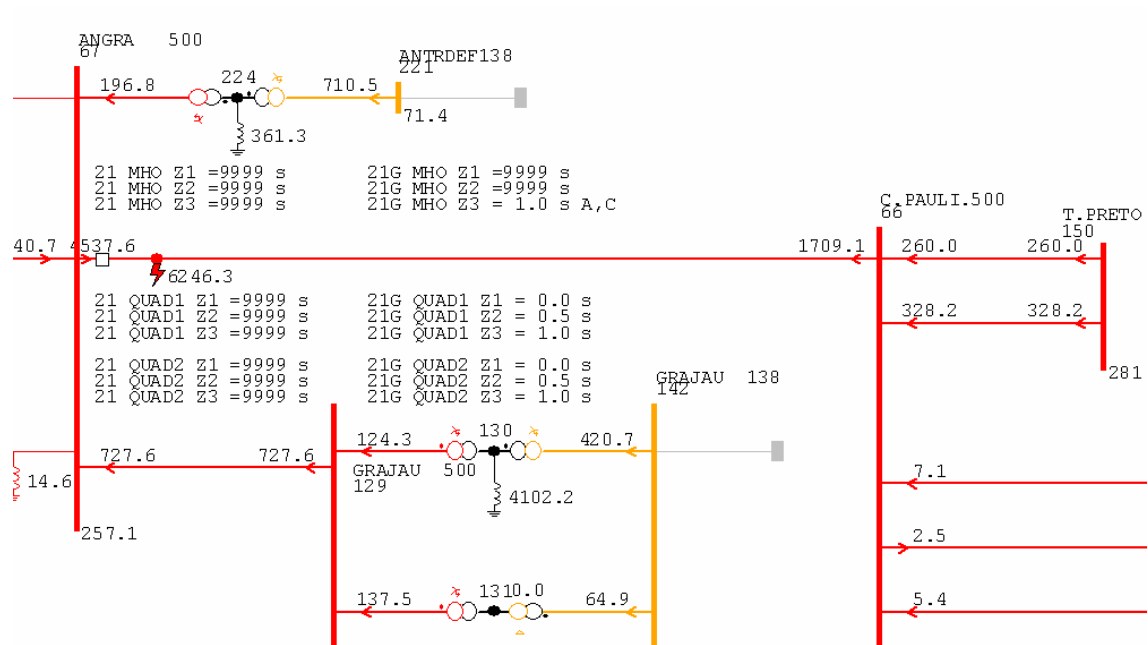 ANGRA 500
67
ANTRDEF138
221
196.8
224
710.5
71.4
361.3
21 MHO Z1 =9999 s
21 MHO Z2 =9999 s
21 MHO Z3 =9999 s
21G MHO Z1 =9999 s
21G MHO Z2 =9999 s
21G MHO Z3 = 1.0 s A,C
C.PAULI.500
66
T.PRETO
150
40.7
4537.6
1709.1
260.0
260.0
6246.3
21 QUAD1 Z1 =9999 s
21 QUAD1 Z2 =9999 s
21 QUAD1 Z3 =9999 s
21G QUAD1 Z1 = 0.0 s
21G QUAD1 Z2 = 0.5 s
21G QUAD1 Z3 = 1.0 s
328.2
328.2
21 QUAD2 Z1 =9999 s
21 QUAD2 Z2 =9999 s
21 QUAD2 Z3 =9999 s
21G QUAD2 Z1 = 0.0 s
21G QUAD2 Z2 = 0.5 s
21G QUAD2 Z3 = 1.0 s
GRAJAU 138
142
281
727.6
727.6
124.3
130
420.7
GRAJAU 500
129
14.6
4102.2
7.1
257.1
2.5
137.5
131
0.0
64.9
5.4